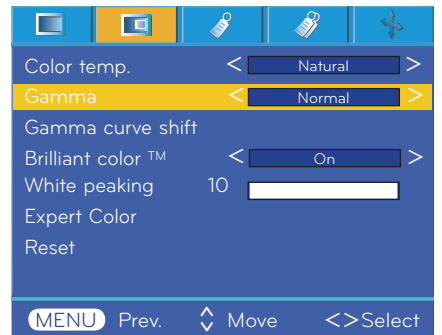 Color temp. < Natural >
Gamma < Normal >
Gamma curve shift
Brilliant color TM < On >
White peaking 10
Expert Color
Reset
MENU Prev. Move <>Select